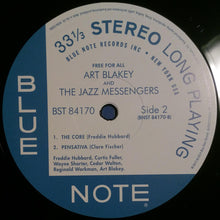 33⅓ STEREO LONG PLAYING
BLUE NOTE RECORDS INC • NEW YORK USA
FREE FOR ALL
ART BLAKEY
AND
THE JAZZ MESSENGERS
BST 84170
Side 2
(BNST 84170-B)
1. THE CORE (Freddie Hubbard)
2. PENSATIVA (Clare Fischer)
Freddie Hubbard, Curtis Fuller,
Wayne Shorter, Cedar Walton,
Reginald Workman, Art Blakey.
BLUE
NOTE